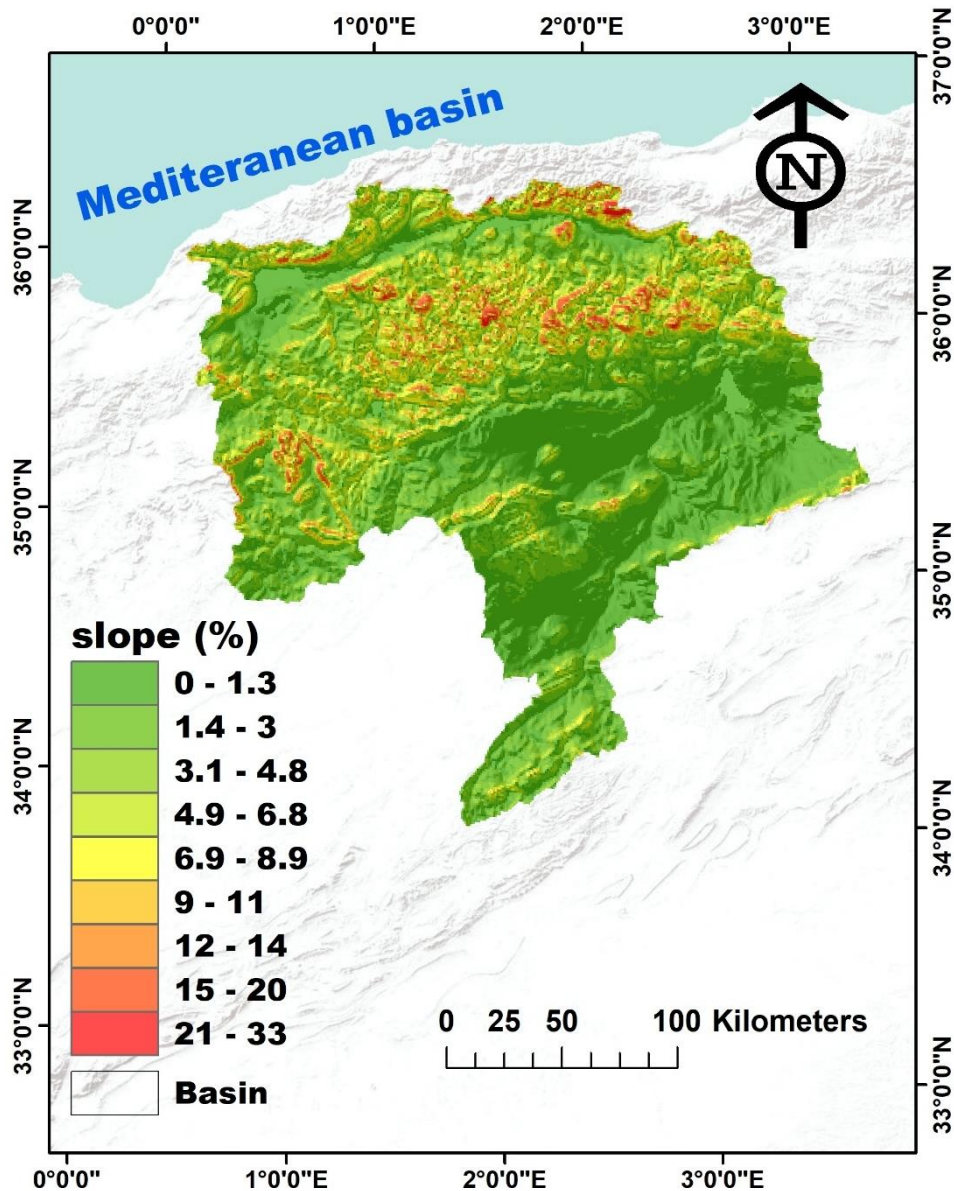 0°0'0" 1°0'0"E 2°0'0"E 3°0'0"E
37°0'0"N
Mediteranean basin
N
36°0'0"N
36°0'0"N
35°0'0"N
35°0'0"N
slope (%)
0 - 1.3
1.4 - 3
3.1 - 4.8
4.9 - 6.8
6.9 - 8.9
9 - 11
12 - 14
15 - 20
21 - 33
Basin
34°0'0"N
34°0'0"N
0 25 50 100 Kilometers
33°0'0"N
33°0'0"N
0°0'0" 1°0'0"E 2°0'0"E 3°0'0"E